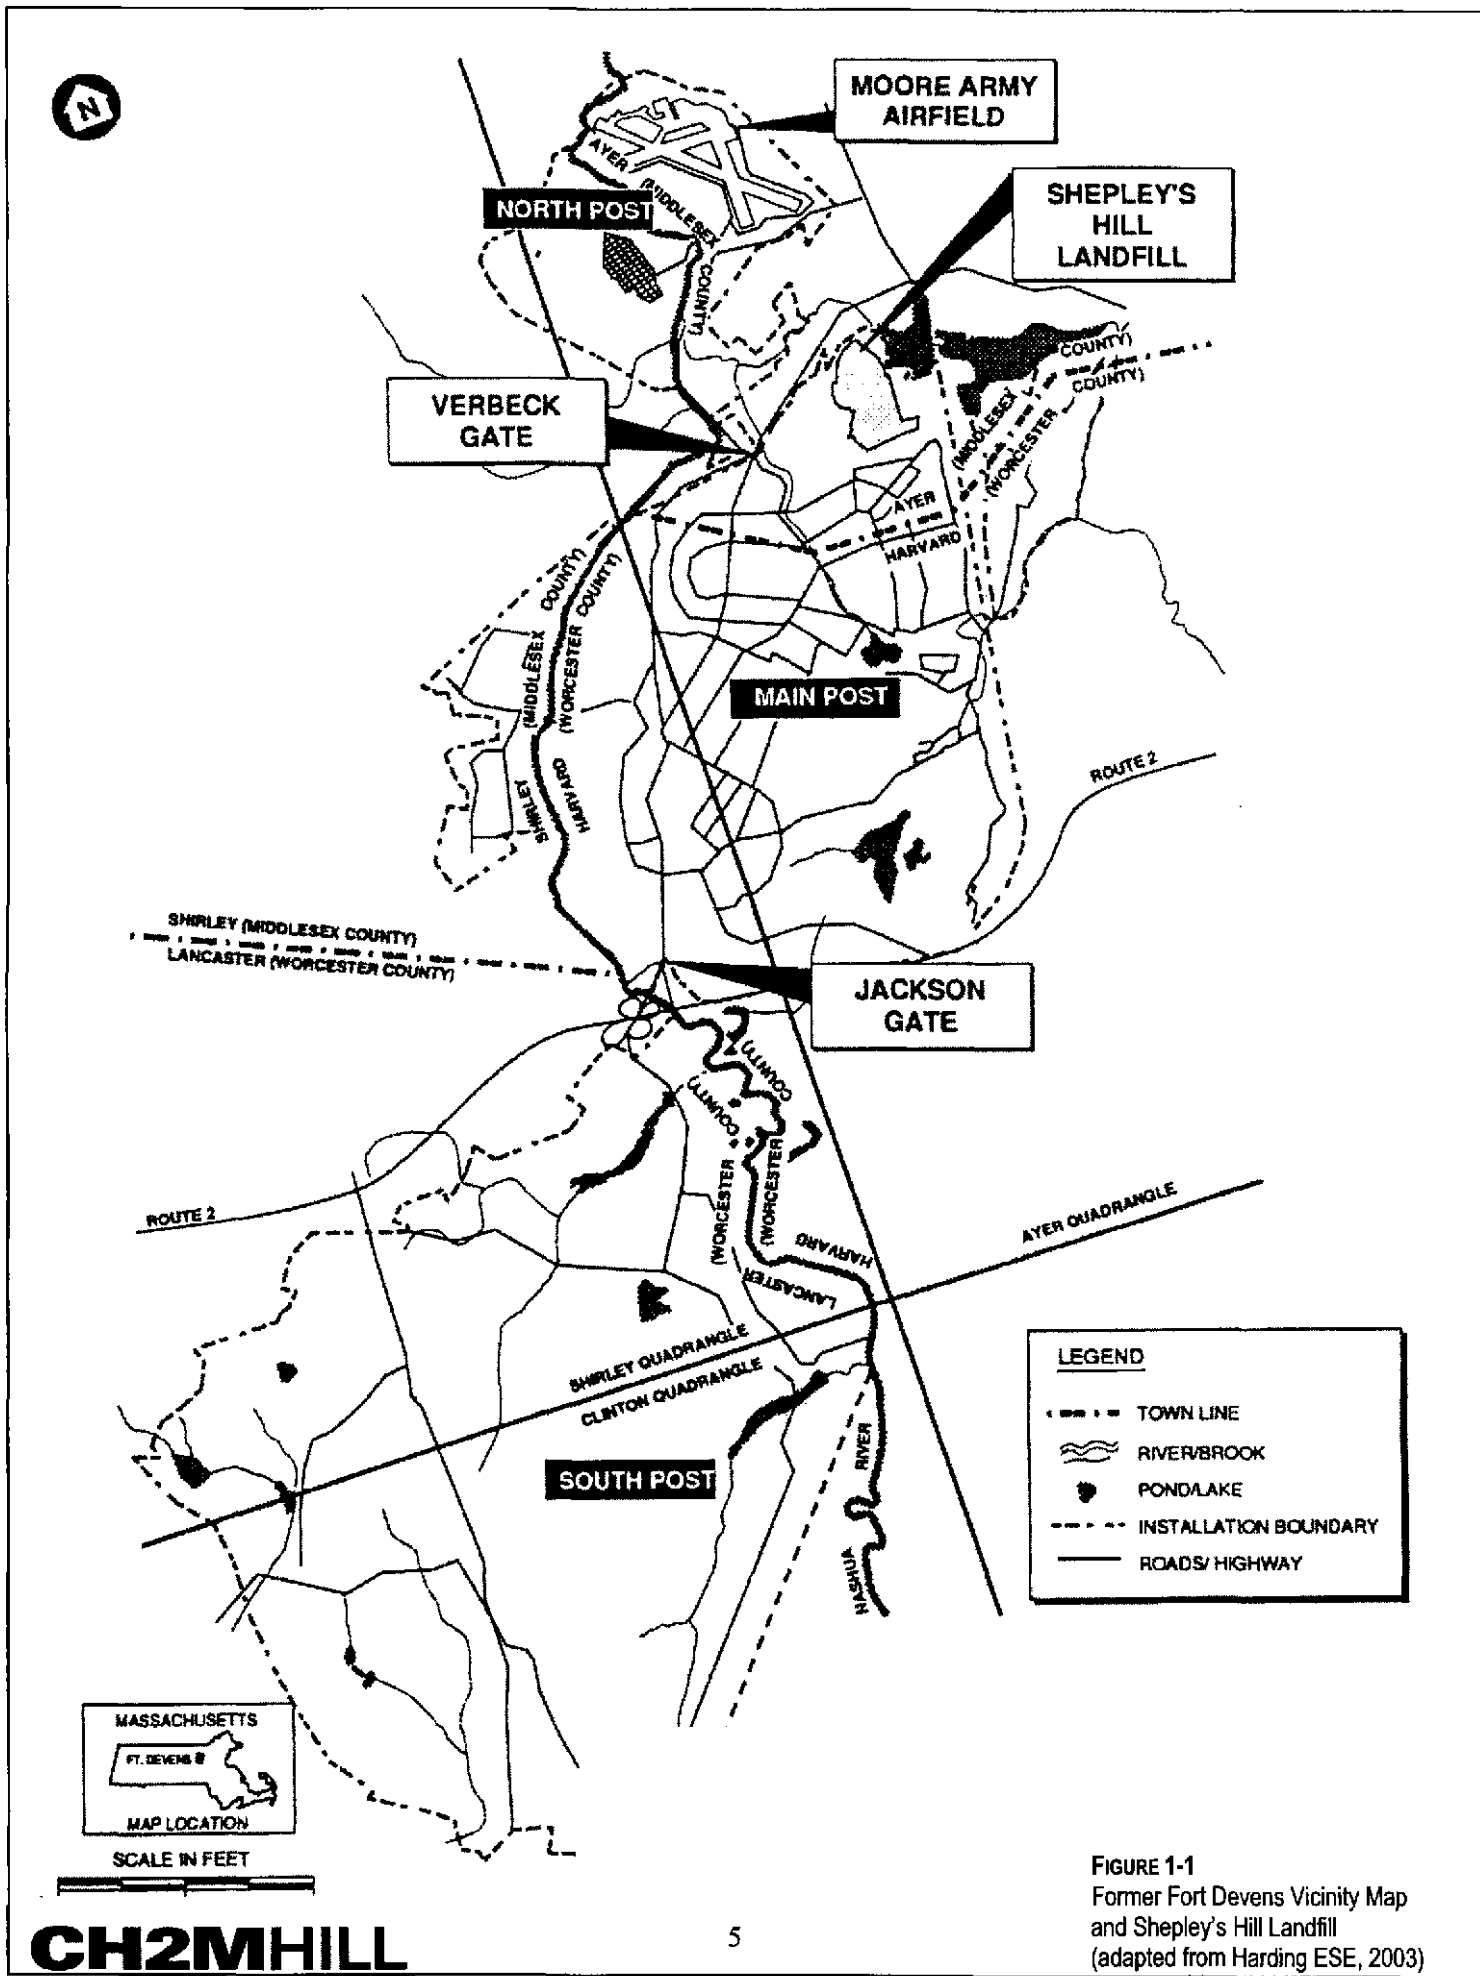 N
MOORE ARMY
AIRFIELD
SHEPLEY'S
HILL
LANDFILL
AYER (MIDDLESEX COUNTY)
NORTH POST
COUNTY)
COUNTY)
(MIDDLESEX
(WORCESTER
VERBECK
GATE
AYER
HARVARD
COUNTY)
COUNTY)
(MIDDLESEX
(WORCESTER
MAIN POST
SHIRLEY
HARVARD
ROUTE 2
SHIRLEY (MIDDLESEX COUNTY)
LANCASTER (WORCESTER COUNTY)
JACKSON
GATE
COUNTY)
COUNTY)
(WORCESTER
(WORCESTER
HARVARD
LANCASTER
ROUTE 2
AYER QUADRANGLE
SHIRLEY QUADRANGLE
CLINTON QUADRANGLE
SOUTH POST
RIVER
NASHUA
LEGEND
TOWN LINE
RIVER/BROOK
POND/LAKE
INSTALLATION BOUNDARY
ROADS/ HIGHWAY
MASSACHUSETTS
FT. DEVENS
MAP LOCATION
SCALE IN FEET
CH2MHILL
5
FIGURE 1-1
Former Fort Devens Vicinity Map
and Shepley's Hill Landfill
(adapted from Harding ESE, 2003)